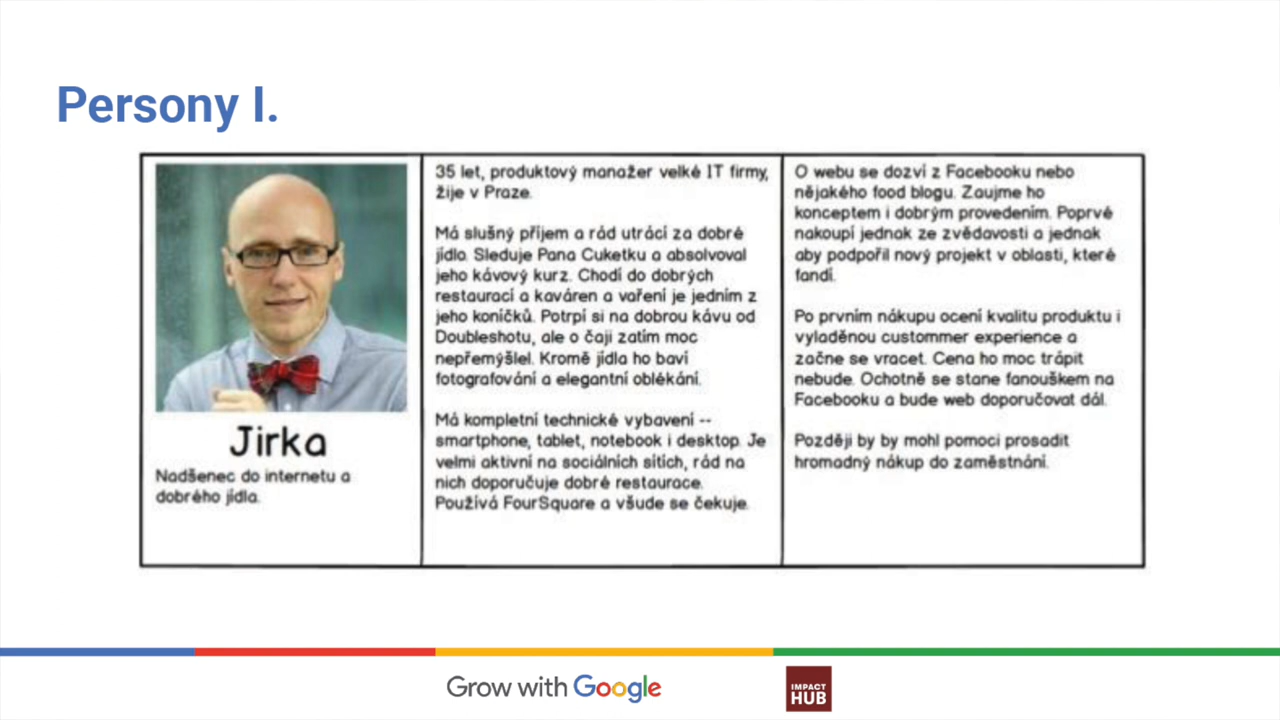 Persony I.
Jirka
Nadšenec do internetu a
dobrého jídla.
35 let, produktový manažer velké IT firmy,
žije v Praze.
Má slušný příjem a rád utrácí za dobré
jídlo. Sleduje Pana Cuketku a absolvoval
jeho kávový kurz. Chodí do dobrých
restaurací a kaváren a vaření je jedním z
jeho koníčků. Potrpí si na dobrou kávu od
Doubleshotu, ale o čaji zatím moc
nepřemýšlel. Kromě jídla ho baví
fotografování a elegantní oblékání.
Má kompletní technické vybavení --
smartphone, tablet, notebook i desktop. Je
velmi aktivní na sociálních sítích, rád na
nich doporučuje dobré restaurace.
Používá FourSquare a všude se čekuje.
O webu se dozví z Facebooku nebo
nějakého food blogu. Zaujme ho
konceptem i dobrým provedením. Poprvé
nakoupí jednak ze zvědavosti a jednak
aby podpořil nový projekt v oblasti, které
fandí.
Po prvním nákupu ocení kvalitu produktu i
vyladěnou custommer experience a
začne se vracet. Cena ho moc trápit
nebude. Ochotně se stane fanouškem na
Facebooku a bude web doporučovat dál.
Později by by mohl pomoci prosadit
hromadný nákup do zaměstnání.
Grow with Google
IMPACT
HUB